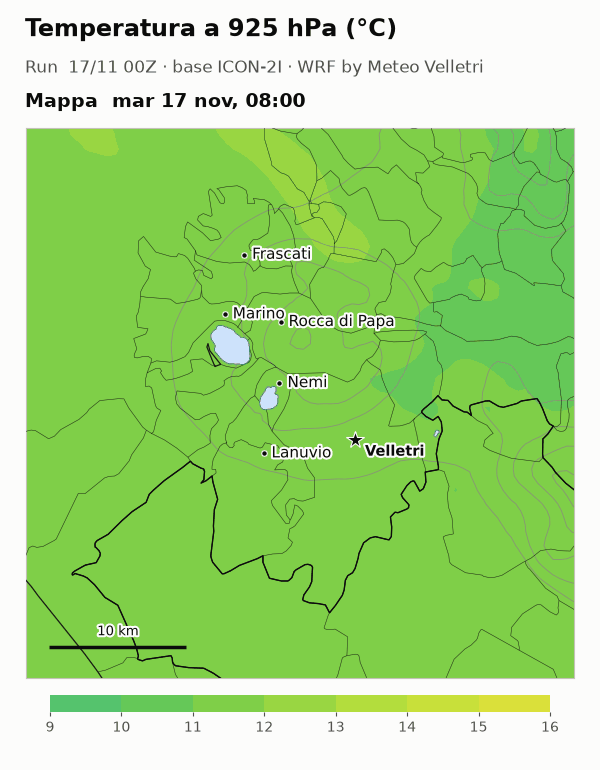 Temperatura a 925 hPa (°C)
Run  17/11 00Z · base ICON-2I · WRF by Meteo Velletri
Mappa  mar 17 nov, 08:00
Frascati
Marino
Rocca di Papa
Nemi
Velletri
Lanuvio
10 km
9 10 11 12 13 14 15 16